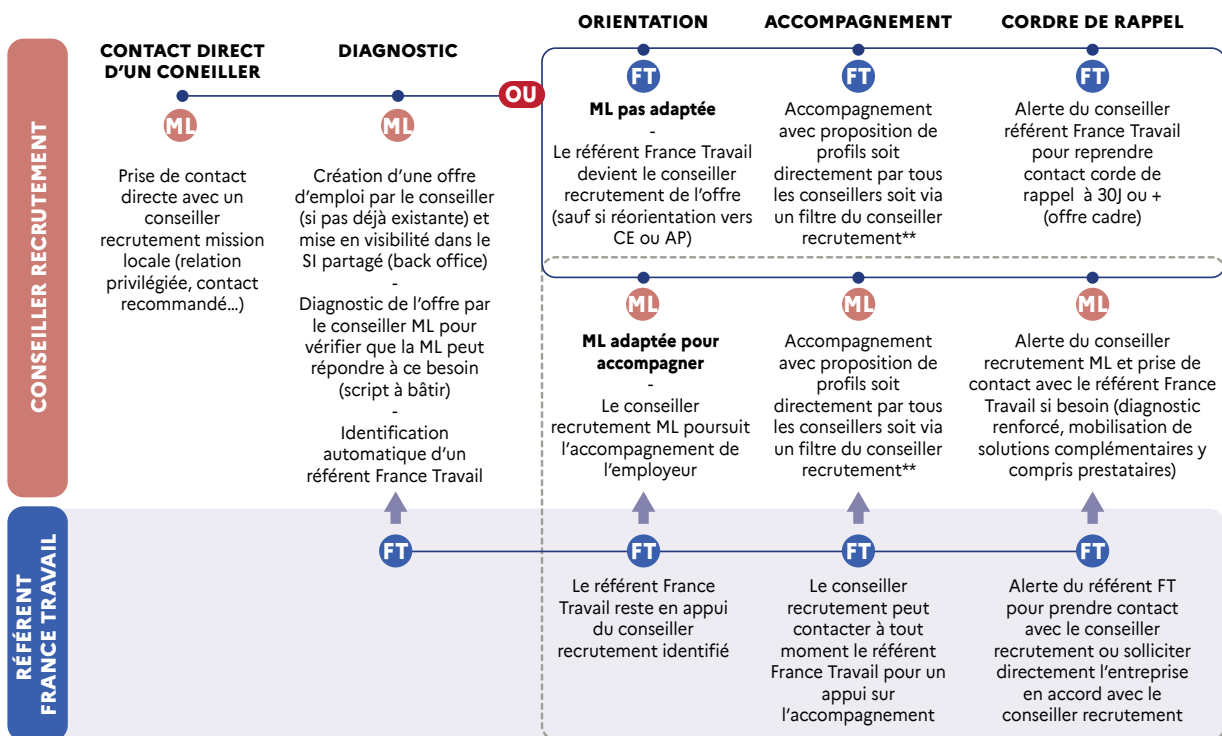 CONTACT DIRECT
D'UN CONEILLER
DIAGNOSTIC
ORIENTATION
ACCOMPAGNEMENT
CORDRE DE RAPPEL
CONSEILLER RECRUTEMENT
ML
Prise de contact
directe avec un
conseiller
recrutement mission
locale (relation
privilégiée, contact
recommandé...)
ML
Création d'une offre
d'emploi par le conseiller
(si pas déjà existante) et
mise en visibilité dans le
SI partagé (back office)
-
Diagnostic de l'offre par
le conseiller ML pour
vérifier que la ML peut
répondre à ce besoin
(script à bâtir)
-
Identification
automatique d'un
référent France Travail
OU
FT
ML pas adaptée
-
Le référent France Travail
devient le conseiller
recrutement de l'offre
(sauf si réorientation vers
CE ou AP)
FT
Accompagnement
avec proposition de
profils soit
directement par tous
les conseillers soit via
un filtre du conseiller
recrutement**
FT
Alerte du conseiller
référent France Travail
pour reprendre
contact corde de
rappel à 30J ou +
(offre cadre)
ML
ML adaptée pour
accompagner
-
Le conseiller
recrutement ML poursuit
l'accompagnement de
l'employeur
ML
Accompagnement
avec proposition de
profils soit
directement par tous
les conseillers soit via
un filtre du conseiller
recrutement**
ML
Alerte du conseiller
recrutement ML et prise de
contact avec le référent France
Travail si besoin (diagnostic
renforcé, mobilisation de
solutions complémentaires y
compris prestataires)
RÉFÉRENT
FRANCE TRAVAIL
FT
FT
Le référent France
Travail reste en appui
du conseiller
recrutement identifié
FT
Le conseiller
recrutement peut
contacter à tout
moment le référent
France Travail pour un
appui sur
l'accompagnement
FT
Alerte du référent FT
pour prendre contact
avec le conseiller
recrutement ou solliciter
directement l'entreprise
en accord avec le
conseiller recrutement